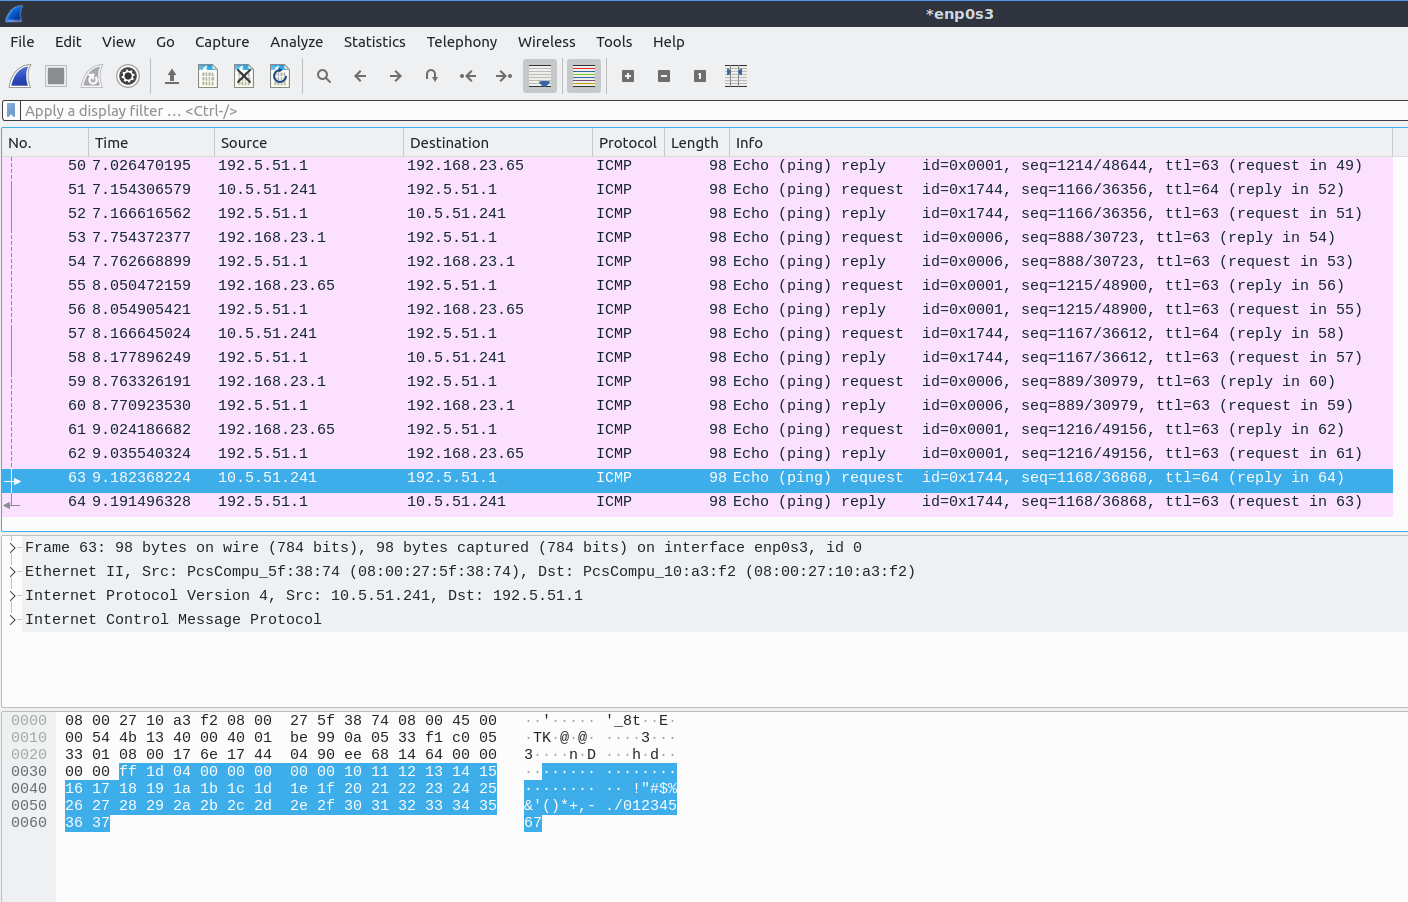 *enp0s3
File Edit View Go Capture Analyze Statistics Telephony Wireless Tools Help
Apply a display filter … <Ctrl-/>
No. Time Source Destination Protocol Length Info
50 7.026470195 192.5.51.1 192.168.23.65 ICMP 98 Echo (ping) reply id=0x0001, seq=1214/48644, ttl=63 (request in 49)
51 7.154306579 10.5.51.241 192.5.51.1 ICMP 98 Echo (ping) request id=0x1744, seq=1166/36356, ttl=64 (reply in 52)
52 7.166616562 192.5.51.1 10.5.51.241 ICMP 98 Echo (ping) reply id=0x1744, seq=1166/36356, ttl=63 (request in 51)
53 7.754372377 192.168.23.1 192.5.51.1 ICMP 98 Echo (ping) request id=0x0006, seq=888/30723, ttl=63 (reply in 54)
54 7.762668899 192.5.51.1 192.168.23.1 ICMP 98 Echo (ping) reply id=0x0006, seq=888/30723, ttl=63 (request in 53)
55 8.050472159 192.168.23.65 192.5.51.1 ICMP 98 Echo (ping) request id=0x0001, seq=1215/48900, ttl=63 (reply in 56)
56 8.054905421 192.5.51.1 192.168.23.65 ICMP 98 Echo (ping) reply id=0x0001, seq=1215/48900, ttl=63 (request in 55)
57 8.166645024 10.5.51.241 192.5.51.1 ICMP 98 Echo (ping) request id=0x1744, seq=1167/36612, ttl=64 (reply in 58)
58 8.177896249 192.5.51.1 10.5.51.241 ICMP 98 Echo (ping) reply id=0x1744, seq=1167/36612, ttl=63 (request in 57)
59 8.763326191 192.168.23.1 192.5.51.1 ICMP 98 Echo (ping) request id=0x0006, seq=889/30979, ttl=63 (reply in 60)
60 8.770923530 192.5.51.1 192.168.23.1 ICMP 98 Echo (ping) reply id=0x0006, seq=889/30979, ttl=63 (request in 59)
61 9.024186682 192.168.23.65 192.5.51.1 ICMP 98 Echo (ping) request id=0x0001, seq=1216/49156, ttl=63 (reply in 62)
62 9.035540324 192.5.51.1 192.168.23.65 ICMP 98 Echo (ping) reply id=0x0001, seq=1216/49156, ttl=63 (request in 61)
63 9.182368224 10.5.51.241 192.5.51.1 ICMP 98 Echo (ping) request id=0x1744, seq=1168/36868, ttl=64 (reply in 64)
64 9.191496328 192.5.51.1 10.5.51.241 ICMP 98 Echo (ping) reply id=0x1744, seq=1168/36868, ttl=63 (request in 63)
Frame 63: 98 bytes on wire (784 bits), 98 bytes captured (784 bits) on interface enp0s3, id 0
Ethernet II, Src: PcsCompu_5f:38:74 (08:00:27:5f:38:74), Dst: PcsCompu_10:a3:f2 (08:00:27:10:a3:f2)
Internet Protocol Version 4, Src: 10.5.51.241, Dst: 192.5.51.1
Internet Control Message Protocol
0000 08 00 27 10 a3 f2 08 00 27 5f 38 74 08 00 45 00 ··'····· '_8t··E·
0010 00 54 4b 13 40 00 40 01 be 99 0a 05 33 f1 c0 05 ·TK·@·@· ····3···
0020 33 01 08 00 17 6e 17 44 04 90 ee 68 14 64 00 00 3····n·D ···h·d··
0030 00 00 ff 1d 04 00 00 00 00 00 10 11 12 13 14 15 ········ ········
0040 16 17 18 19 1a 1b 1c 1d 1e 1f 20 21 22 23 24 25 ········ ·· !"#$%
0050 26 27 28 29 2a 2b 2c 2d 2e 2f 30 31 32 33 34 35 &'()*+,- ./012345
0060 36 37 67